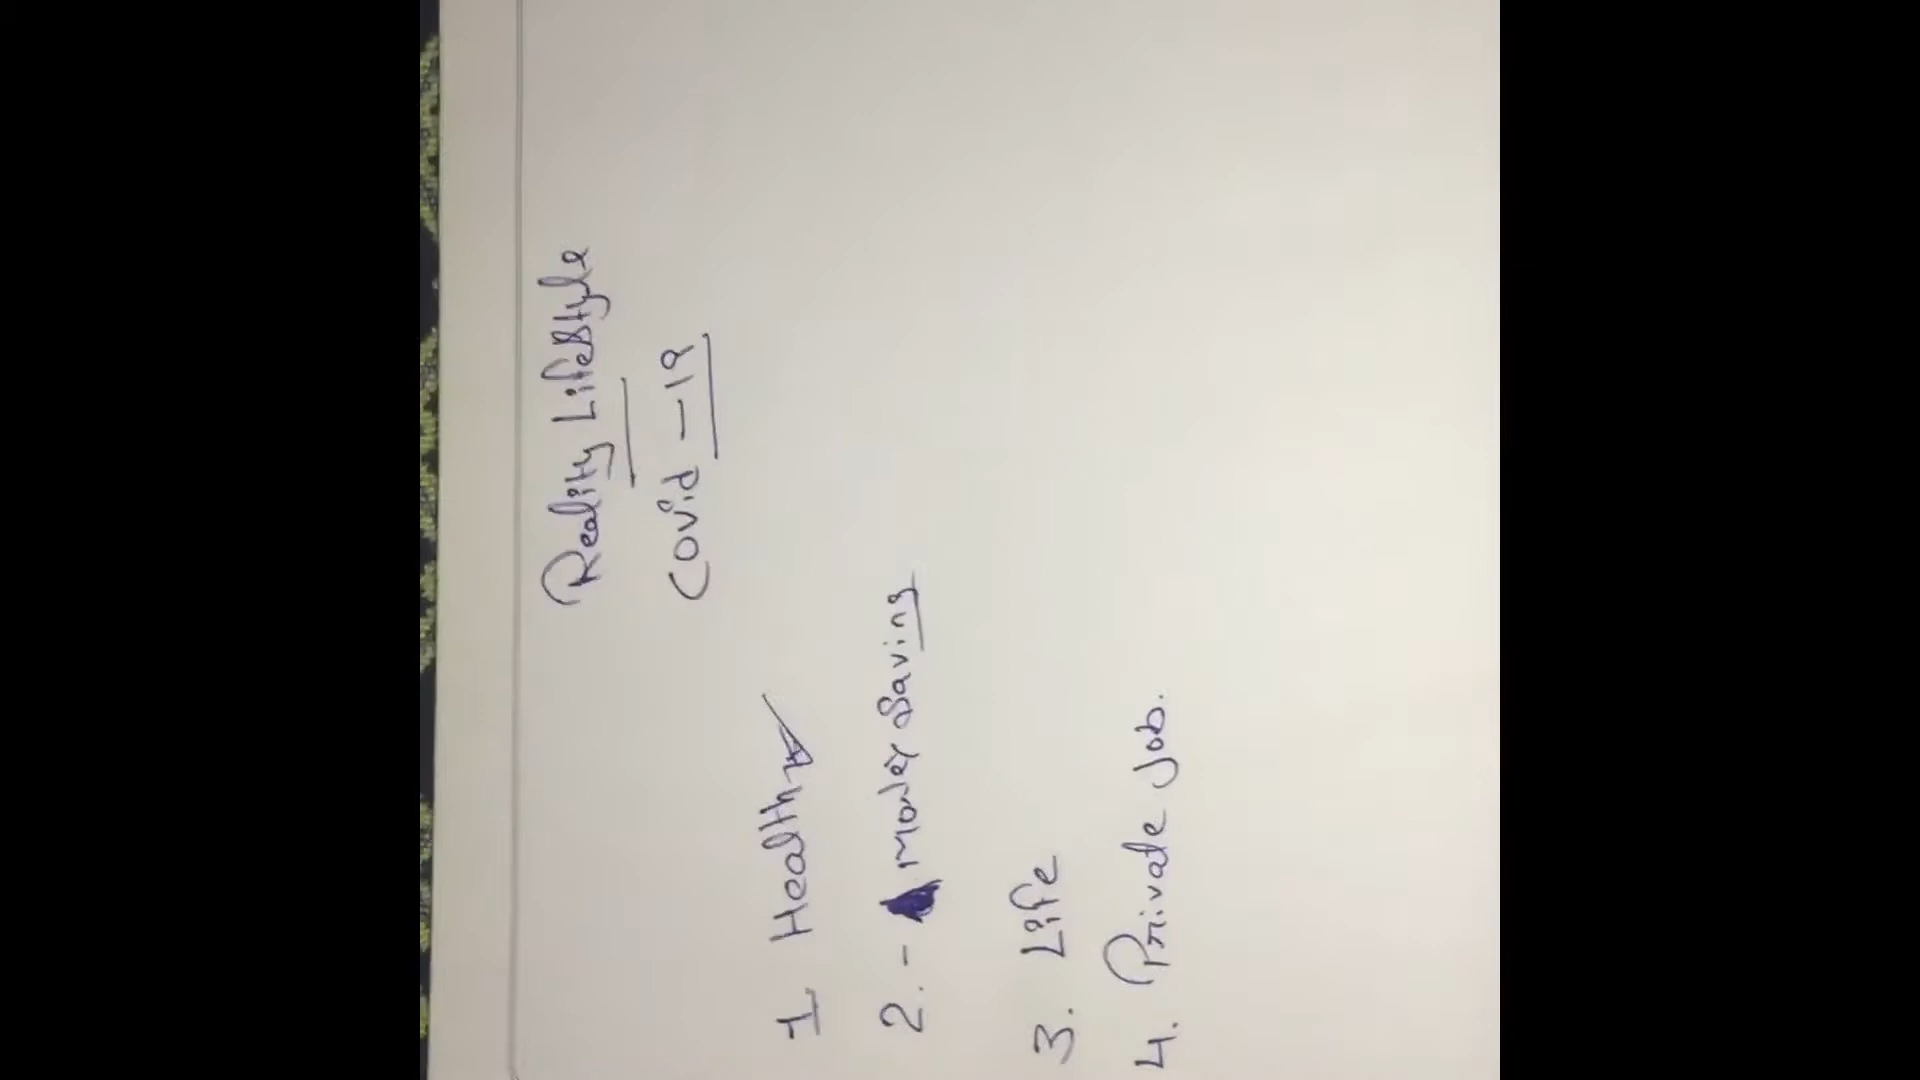 Reality LifeStyle
Covid - 19
1 Health
2. - Money Saving
3. Life
4. Private Job.